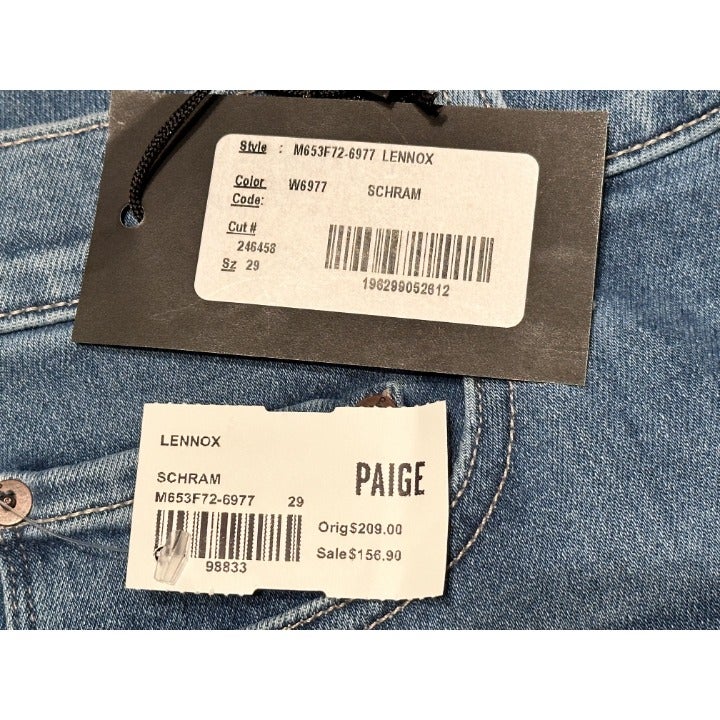 Style : M653F72-6977 LENNOX
Color Code: W6977 SCHRAM
Cut #
246458
Sz 29
196299052612
LENNOX
SCHRAM
M653F72-6977 29
PAIGE
Orig$209.00
Sale$156.90
98833